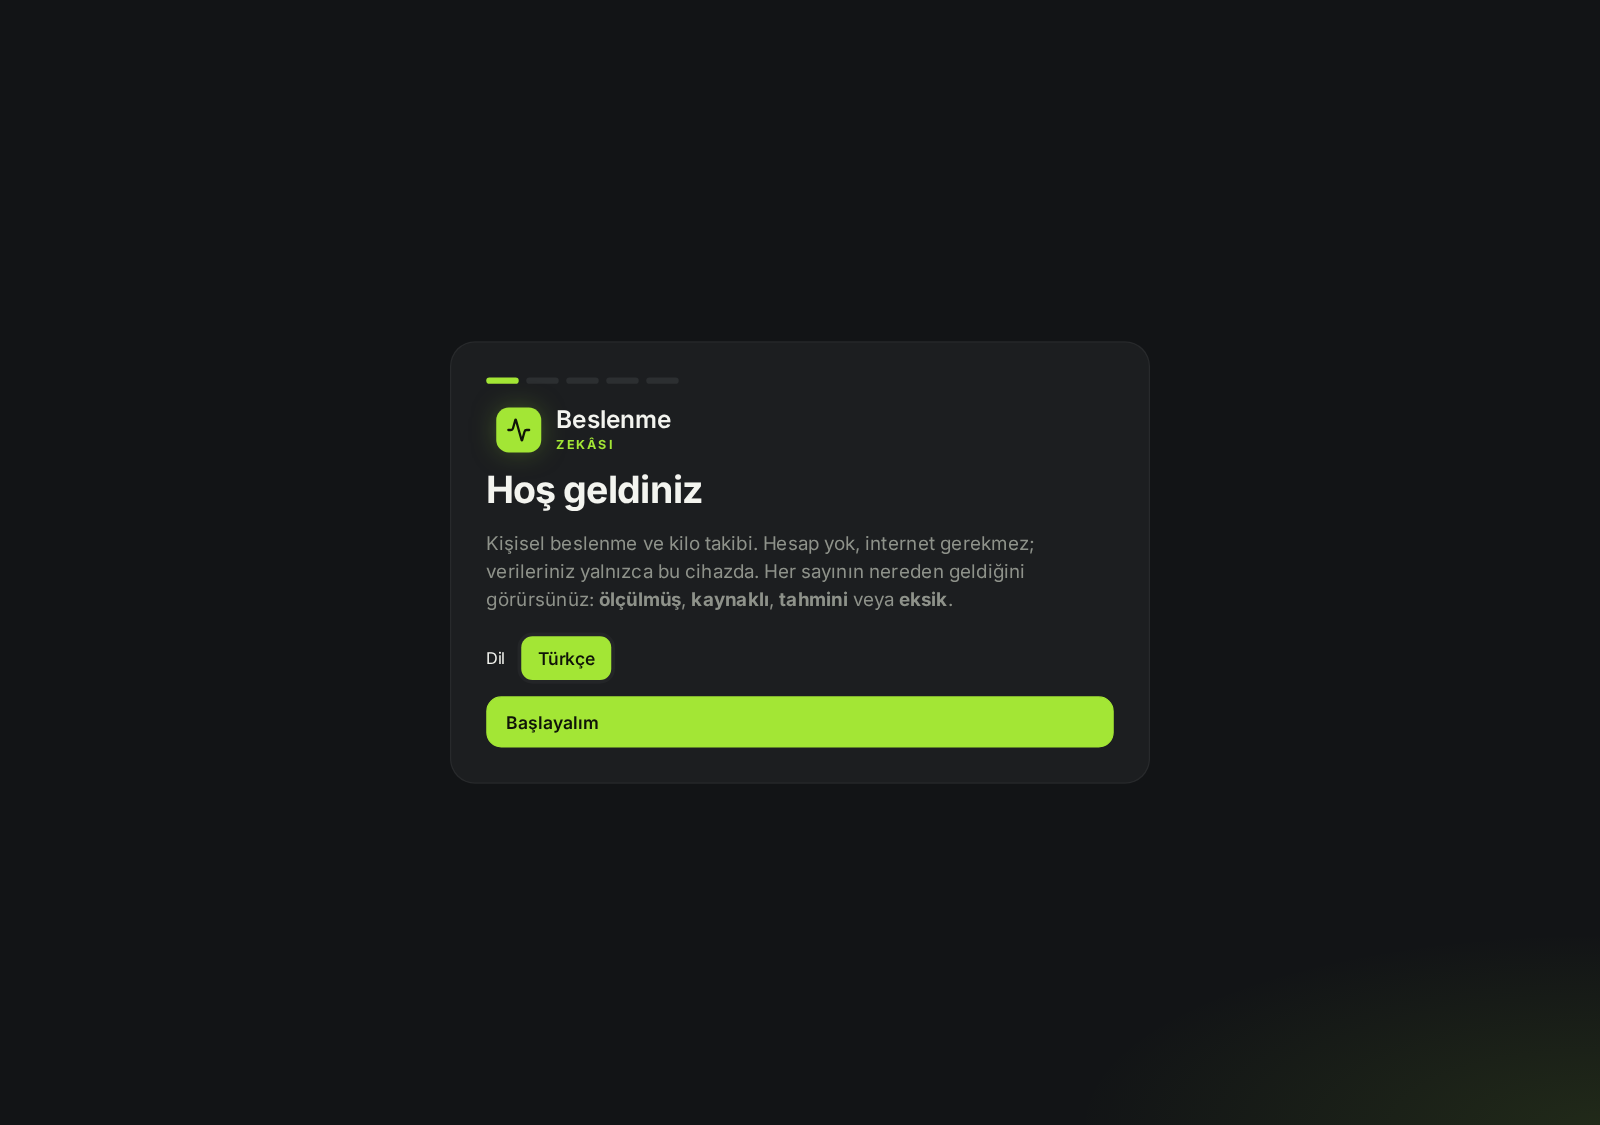 Beslenme
ZEKÂSI
Hoş geldiniz
Kişisel beslenme ve kilo takibi. Hesap yok, internet gerekmez;
verileriniz yalnızca bu cihazda. Her sayının nereden geldiğini
görürsünüz: ölçülmüş, kaynaklı, tahmini veya eksik.
Dil Türkçe
Başlayalım